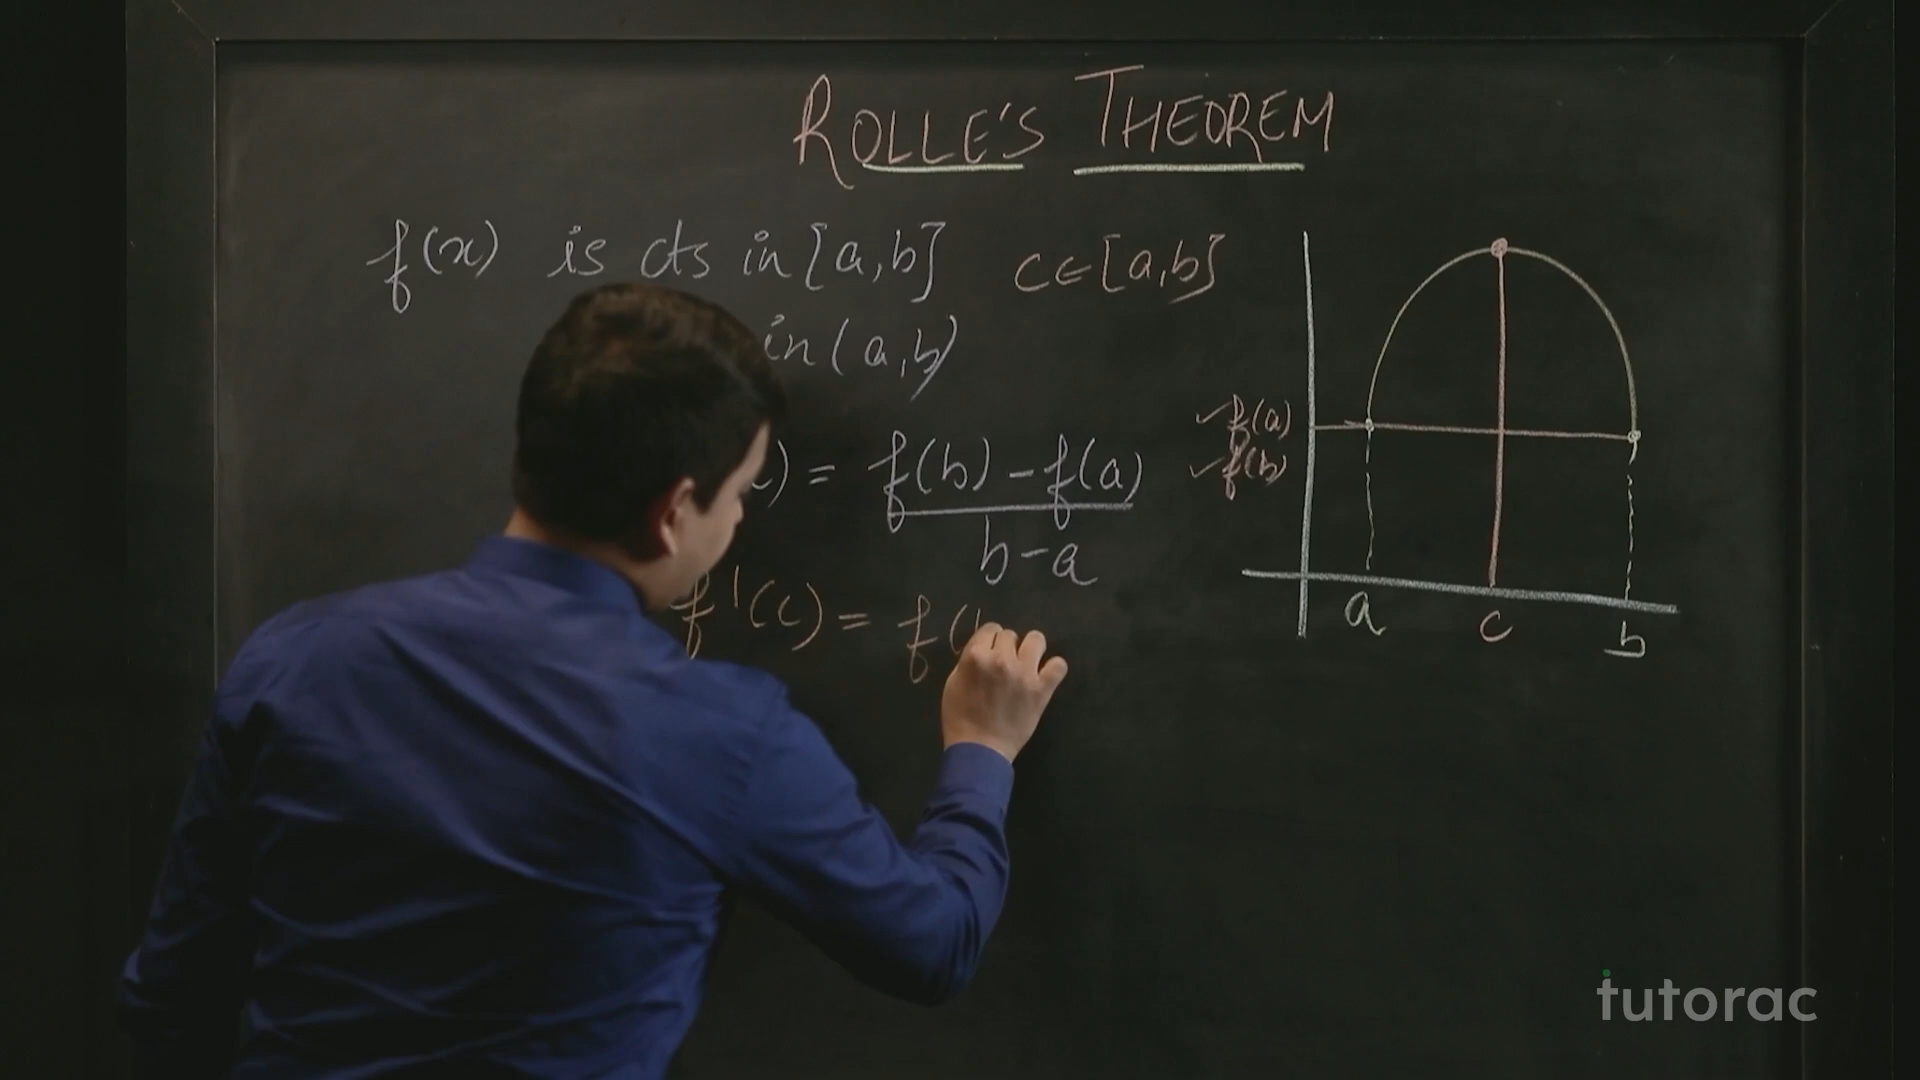 ROLLE'S THEOREM
f(x) is cts in [a,b] c∈[a,b]
in (a,b)
) = f(b) - f(a)
b-a
f'(c) = f(
f(a)
f(b)
a c b
tutorac